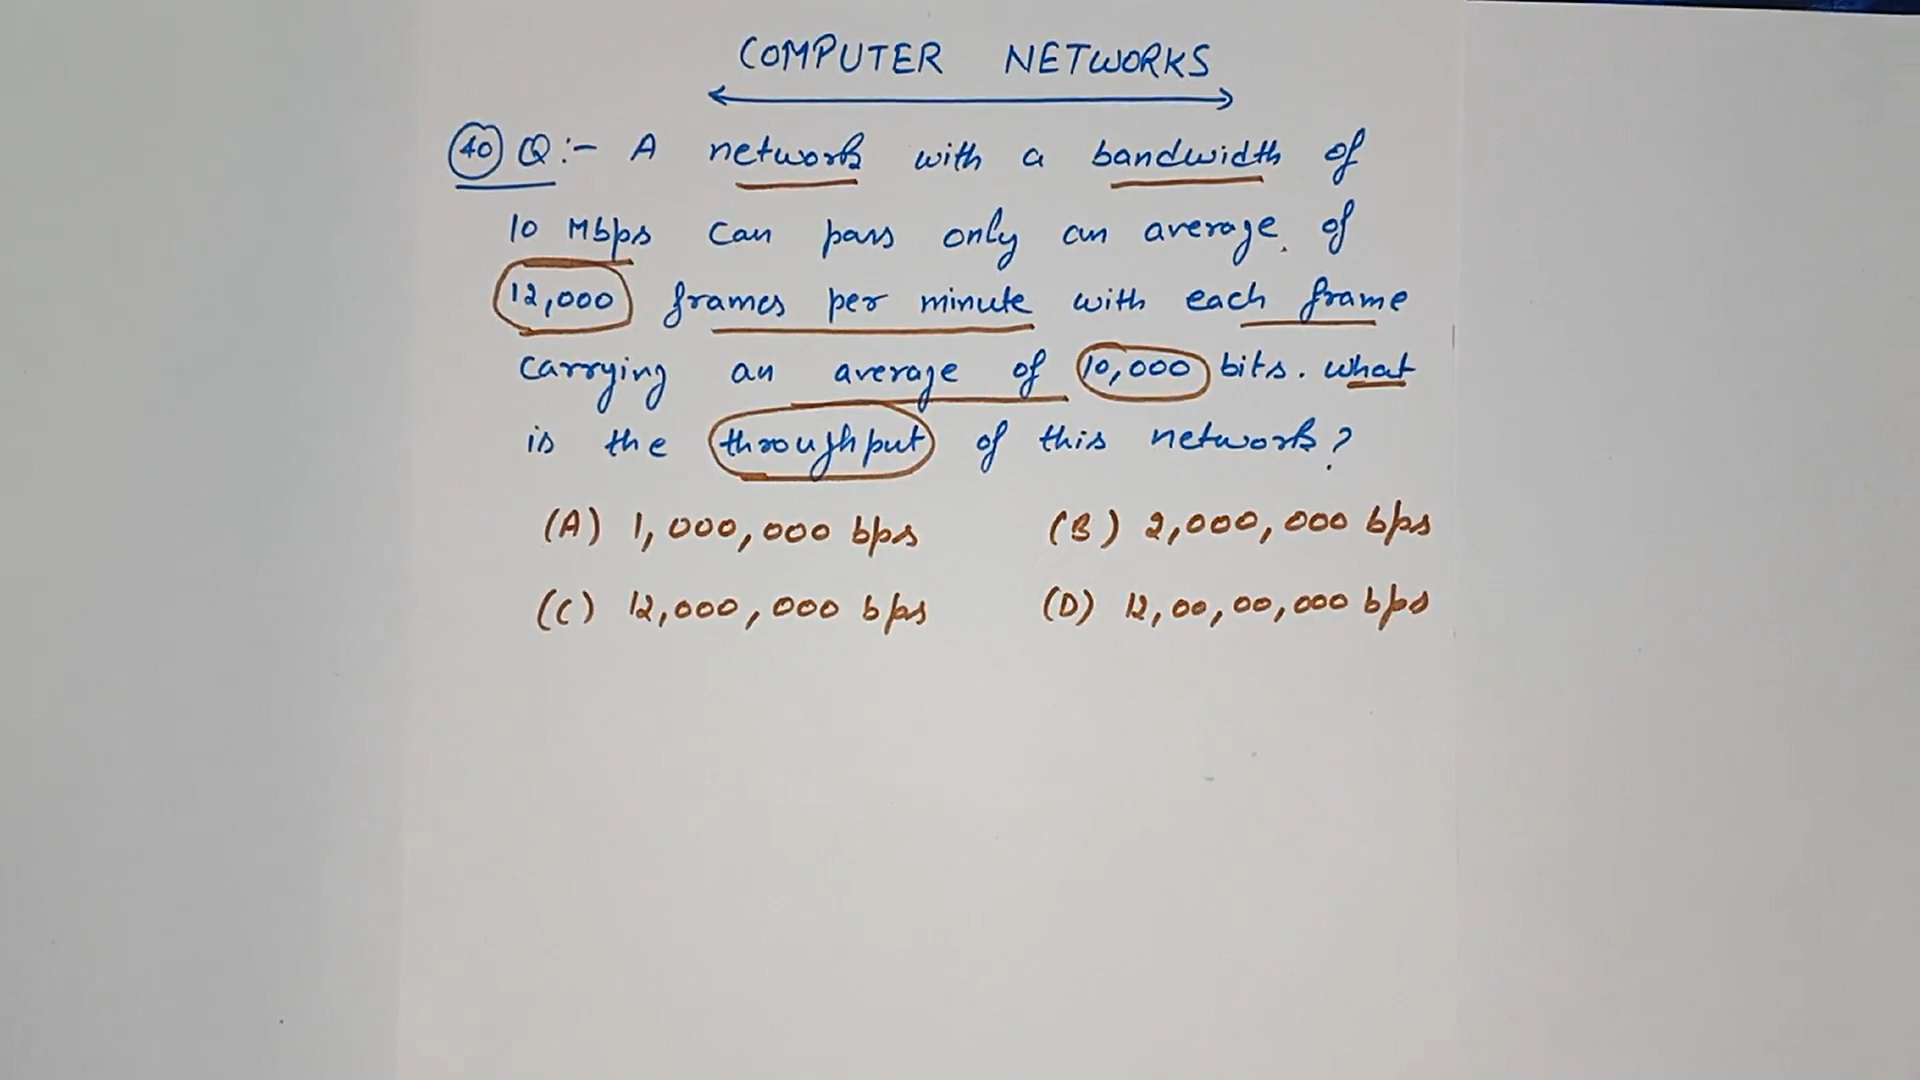 COMPUTER NETWORKS
40 Q:- A network with a bandwidth of
10 Mbps can pass only an average of
12,000 frames per minute with each frame
carrying an average of 10,000 bits. what
is the throughput of this network?
(A) 1,000,000 bps (B) 2,000,000 bps
(C) 12,000,000 bps (D) 12,00,00,000 bps